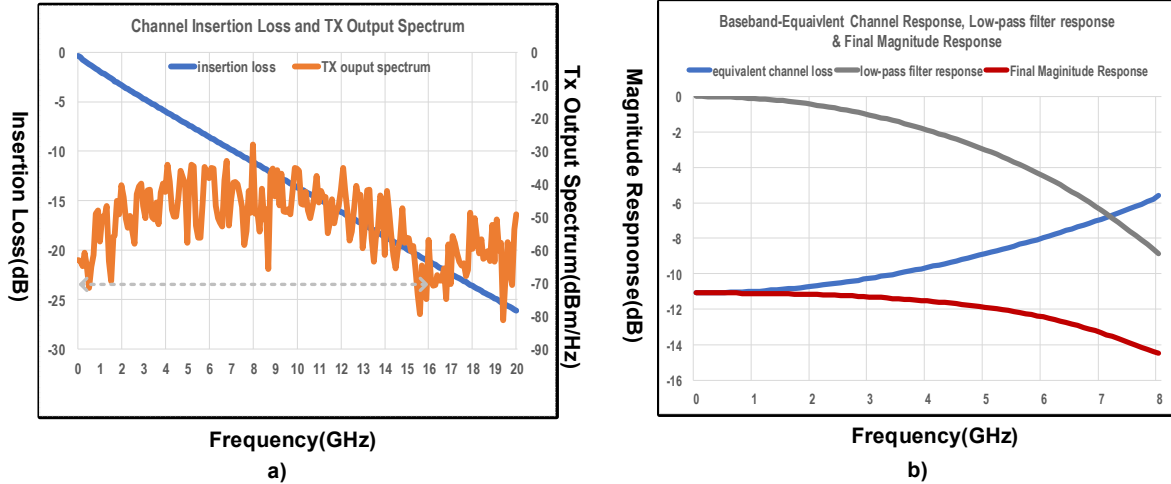 Channel Insertion Loss and TX Output Spectrum
insertion loss
TX ouput spectrum
Insertion Loss(dB)
0
-5
-10
-15
-20
-25
-30
0
-10
-20
-30
-40
-50
-60
-70
-80
-90
Tx Output Spectrum(dBm/Hz)
0 1 2 3 4 5 6 7 8 9 10 11 12 13 14 15 16 17 18 19 20
Frequency(GHz)
a)
Baseband-Equaivlent Channel Response, Low-pass filter response
& Final Magnitude Response
equivalent channel loss
low-pass filter response
Final Maginitude Response
Magnitude Respnonse(dB)
0
-2
-4
-6
-8
-10
-12
-14
-16
0 1 2 3 4 5 6 7 8
Frequency(GHz)
b)